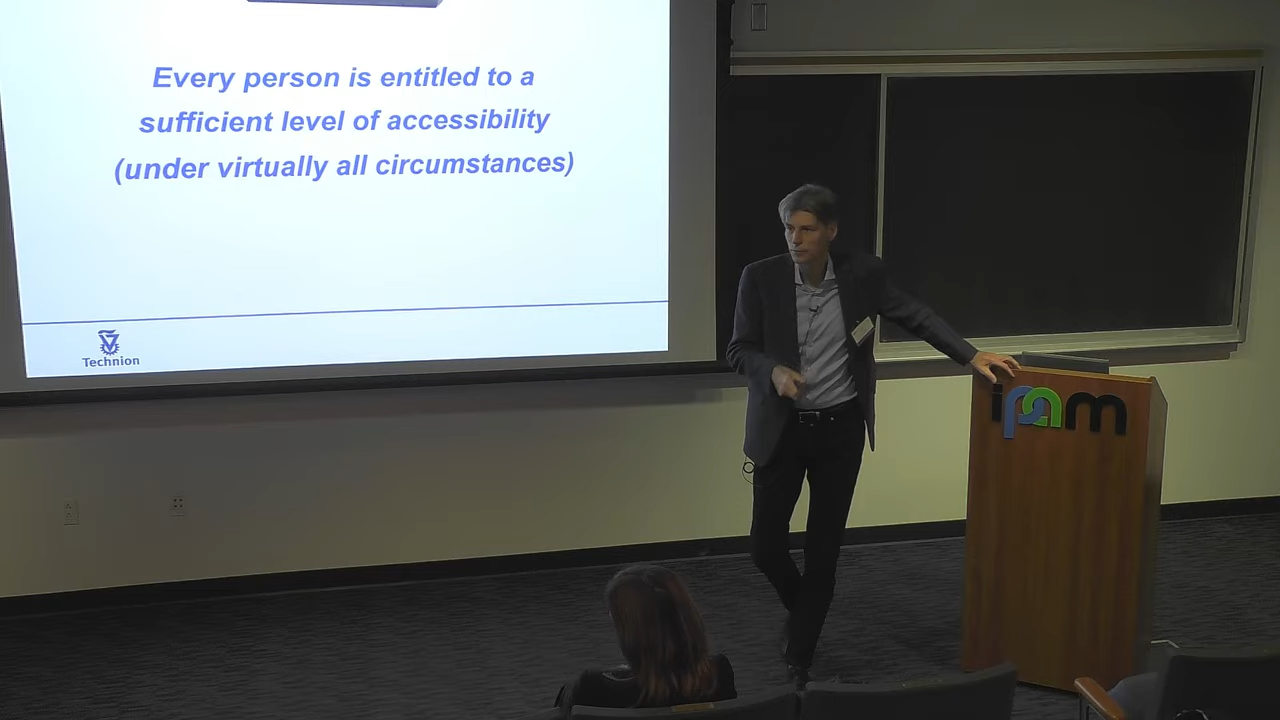 Every person is entitled to a
sufficient level of accessibility
(under virtually all circumstances)
Technion
ipam